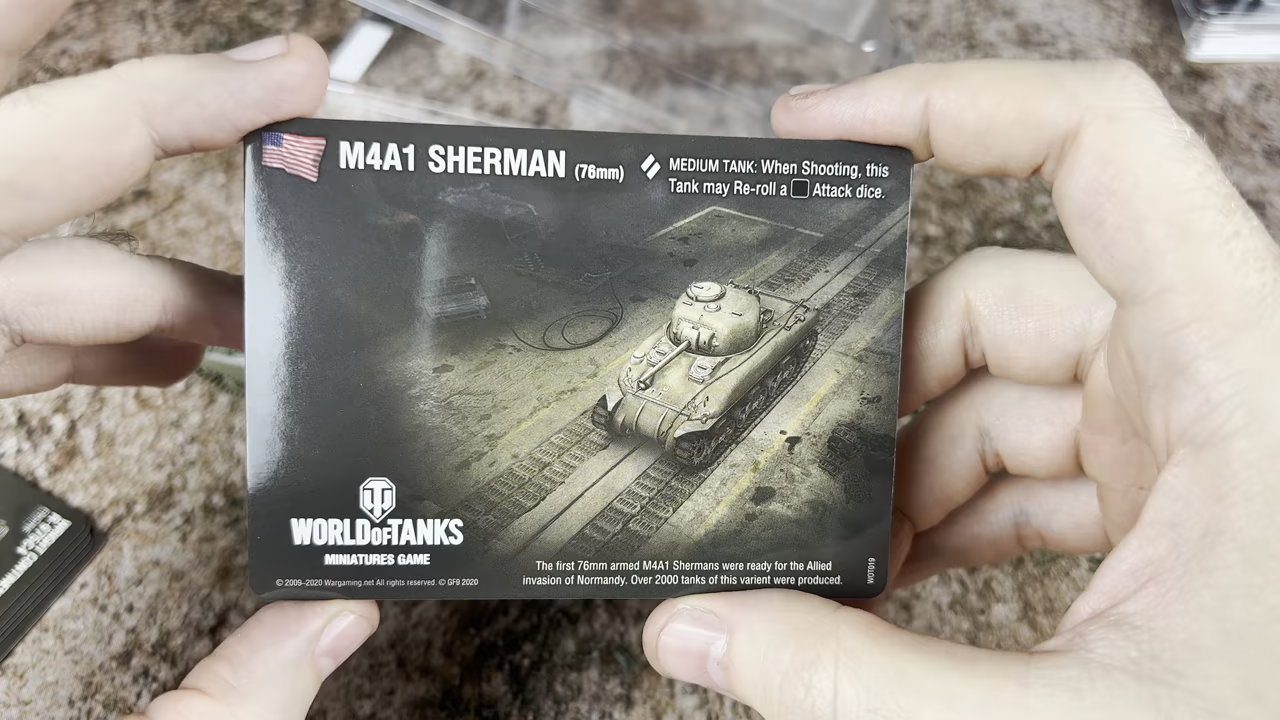 M4A1 SHERMAN (76mm)
MEDIUM TANK: When Shooting, this
Tank may Re-roll a Attack dice.
WORLD OF TANKS
MINIATURES GAME
The first 76mm armed M4A1 Shermans were ready for the Allied
invasion of Normandy. Over 2000 tanks of this variant were produced.
© 2009–2020 Wargaming.net All rights reserved. © GF9 2020
WOT019